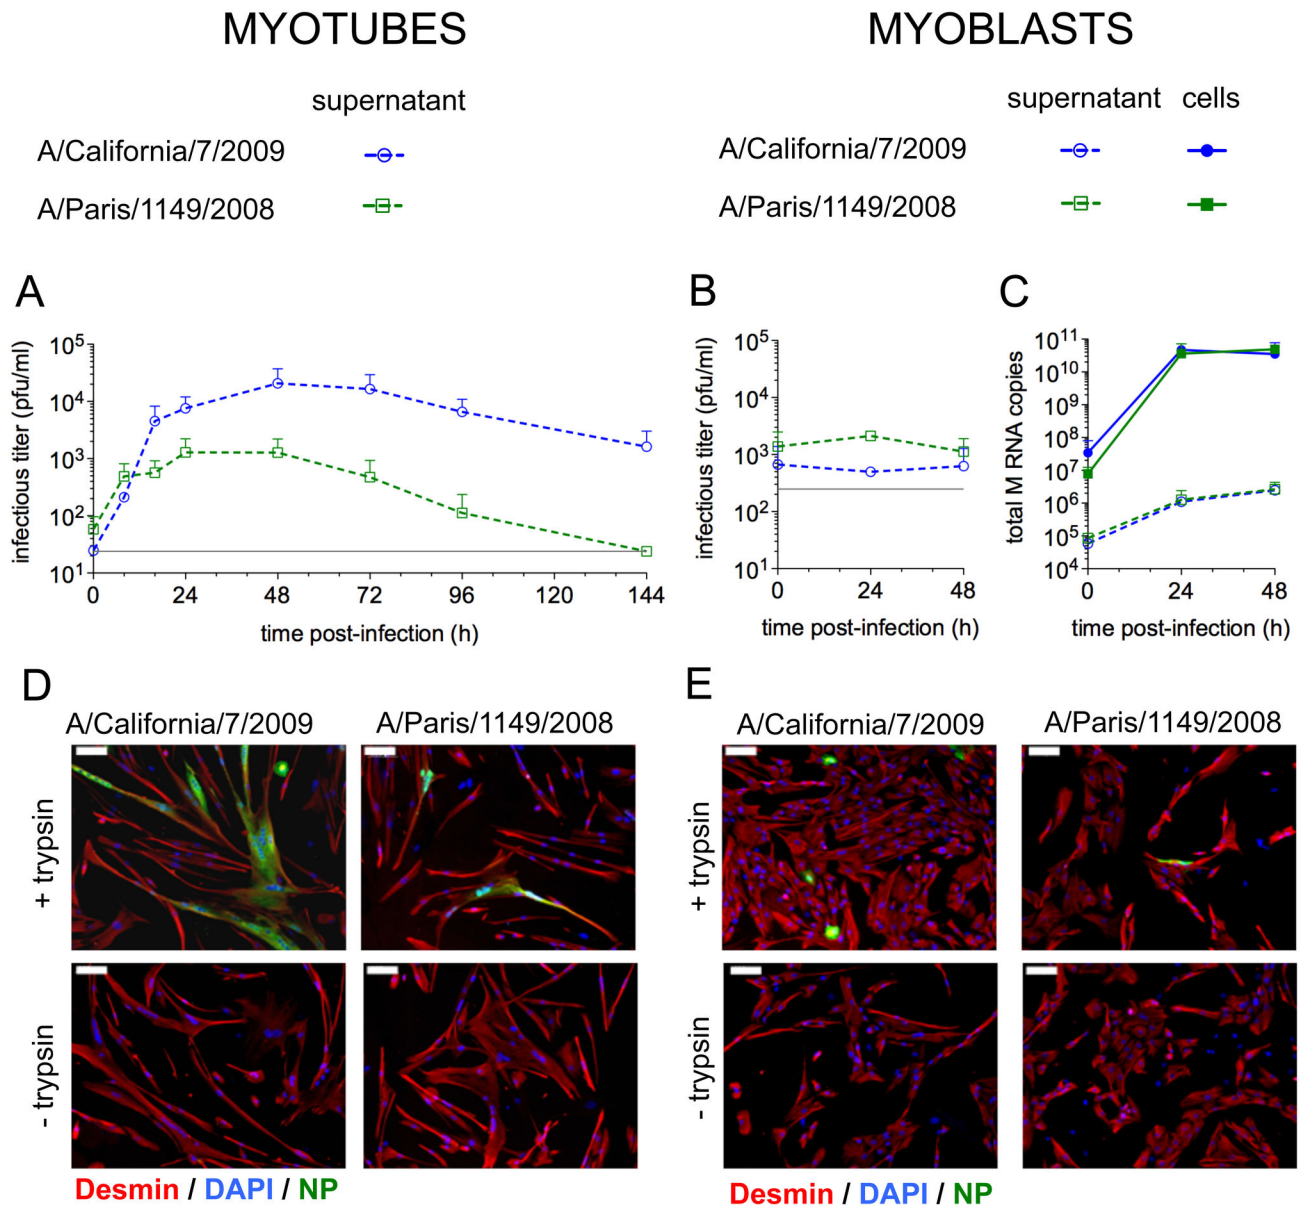 MYOTUBES
MYOBLASTS
supernatant
A/California/7/2009
A/Paris/1149/2008
supernatant cells
A/California/7/2009
A/Paris/1149/2008
A
infectious titer (pfu/ml)
10^5
10^4
10^3
10^2
10^1
0 24 48 72 96 120 144
time post-infection (h)
B
infectious titer (pfu/ml)
10^5
10^4
10^3
10^2
10^1
0 24 48
time post-infection (h)
C
total M RNA copies
10^11
10^10
10^9
10^8
10^7
10^6
10^5
10^4
0 24 48
time post-infection (h)
D
A/California/7/2009 A/Paris/1149/2008
+ trypsin
- trypsin
Desmin / DAPI / NP
E
A/California/7/2009 A/Paris/1149/2008
+ trypsin
- trypsin
Desmin / DAPI / NP